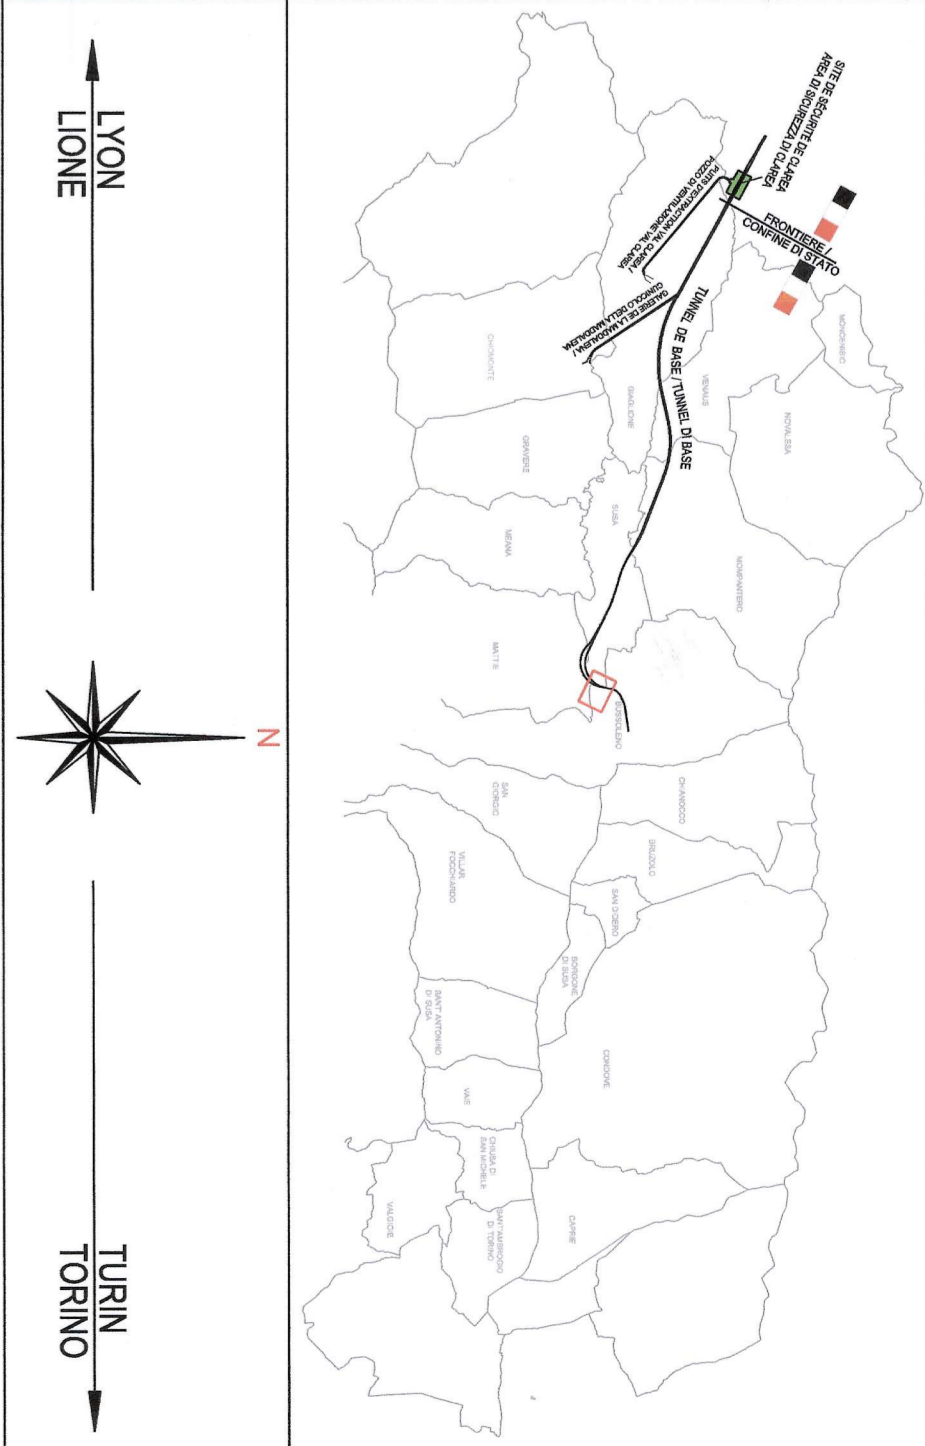 SITE DE SÉCURITÉ DE CLAREA
AREA DI SICUREZZA DI CLAREA
FRONTIERE /
CONFINE DI STATO
PUITS D'EXTRACTION VAL CLAREA /
POZZO DI VENTILAZIONE VAL CLAREA
GALERIE DE LA MADDALENA /
CUNICOLO DELLA MADDALENA
TUNNEL DE BASE / TUNNEL DI BASE
MONCENISIO
NOVALESA
VENAUS
GIAGLIONE
CHIOMONTE
GRAVERE
SUSA
MEANA
MOMPANTERO
MATTIE
BUSSOLENO
CHIANOCCO
SAN
GIORGIO
BRUZOLO
VILLAR
FOCCHIARDO
SAN DIDERO
BORGONE
DI SUSA
SANT' ANTONINO
DI SUSA
CONDOVE
VAIE
CHIUSA DI
SAN MICHELE
VALGIOIE
SANT'AMBROGIO
DI TORINO
CAPRIE
N
LYON
LIONE
TURIN
TORINO